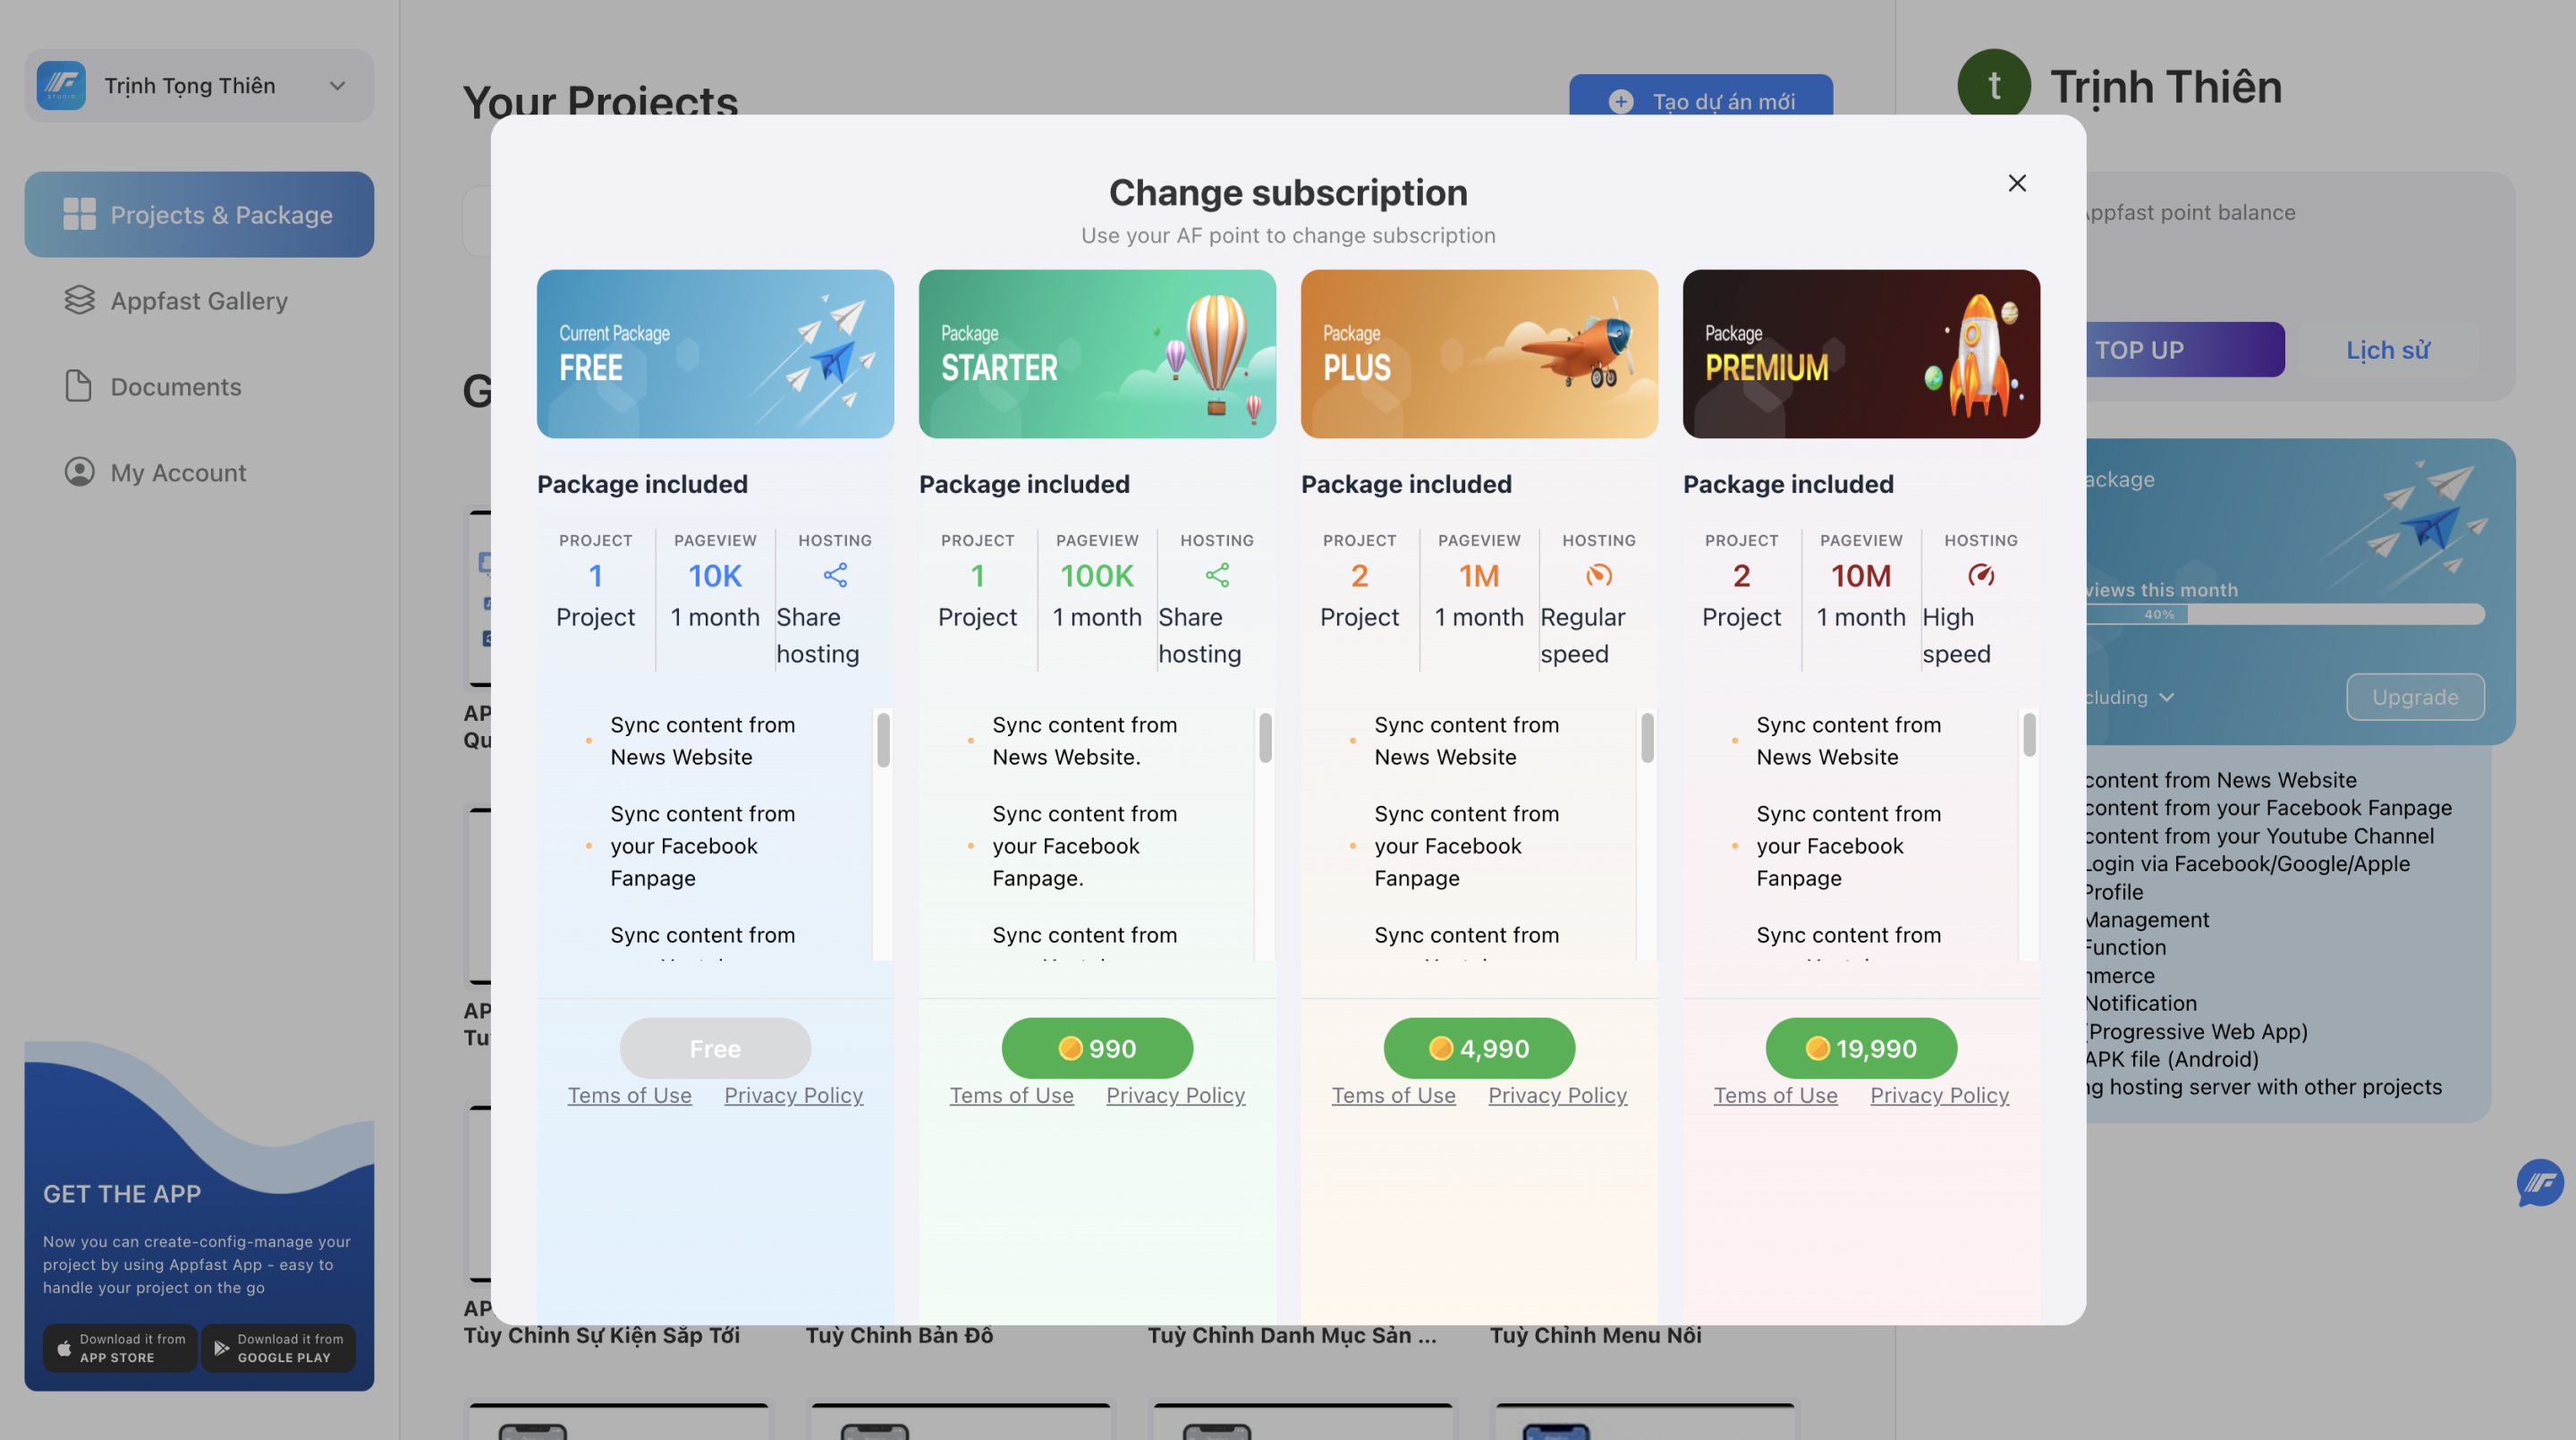 Trịnh Tọng Thiên
Projects & Package
Appfast Gallery
Documents
My Account
GET THE APP
Now you can create-config-manage your
project by using Appfast App - easy to
handle your project on the go
Download it from
APP STORE
Download it from
GOOGLE PLAY
Your Projects
Tạo dự án mới
Change subscription
Use your AF point to change subscription
Current Package
FREE
Package included
PROJECT
1
Project
PAGEVIEW
10K
1 month
HOSTING
Share
hosting
Sync content from
News Website
Sync content from
your Facebook
Fanpage
Sync content from
Free
Tems of Use
Privacy Policy
Package
STARTER
Package included
PROJECT
1
Project
PAGEVIEW
100K
1 month
HOSTING
Share
hosting
Sync content from
News Website.
Sync content from
your Facebook
Fanpage.
Sync content from
990
Tems of Use
Privacy Policy
Package
PLUS
Package included
PROJECT
2
Project
PAGEVIEW
1M
1 month
HOSTING
Regular
speed
Sync content from
News Website
Sync content from
your Facebook
Fanpage
Sync content from
4,990
Tems of Use
Privacy Policy
Package
PREMIUM
Package included
PROJECT
2
Project
PAGEVIEW
10M
1 month
HOSTING
High
speed
Sync content from
News Website
Sync content from
your Facebook
Fanpage
Sync content from
19,990
Tems of Use
Privacy Policy
Tùy Chỉnh Sự Kiện Sắp Tới
Tuỳ Chỉnh Bản Đồ
Tuỳ Chỉnh Danh Mục Sản ...
Tuỳ Chỉnh Menu Nổi
t
Trịnh Thiên
Appfast point balance
TOP UP
Lịch sử
ackage
views this month
40%
cluding
Upgrade
content from News Website
content from your Facebook Fanpage
content from your Youtube Channel
Login via Facebook/Google/Apple
Profile
Management
Function
mmerce
Notification
(Progressive Web App)
APK file (Android)
ng hosting server with other projects